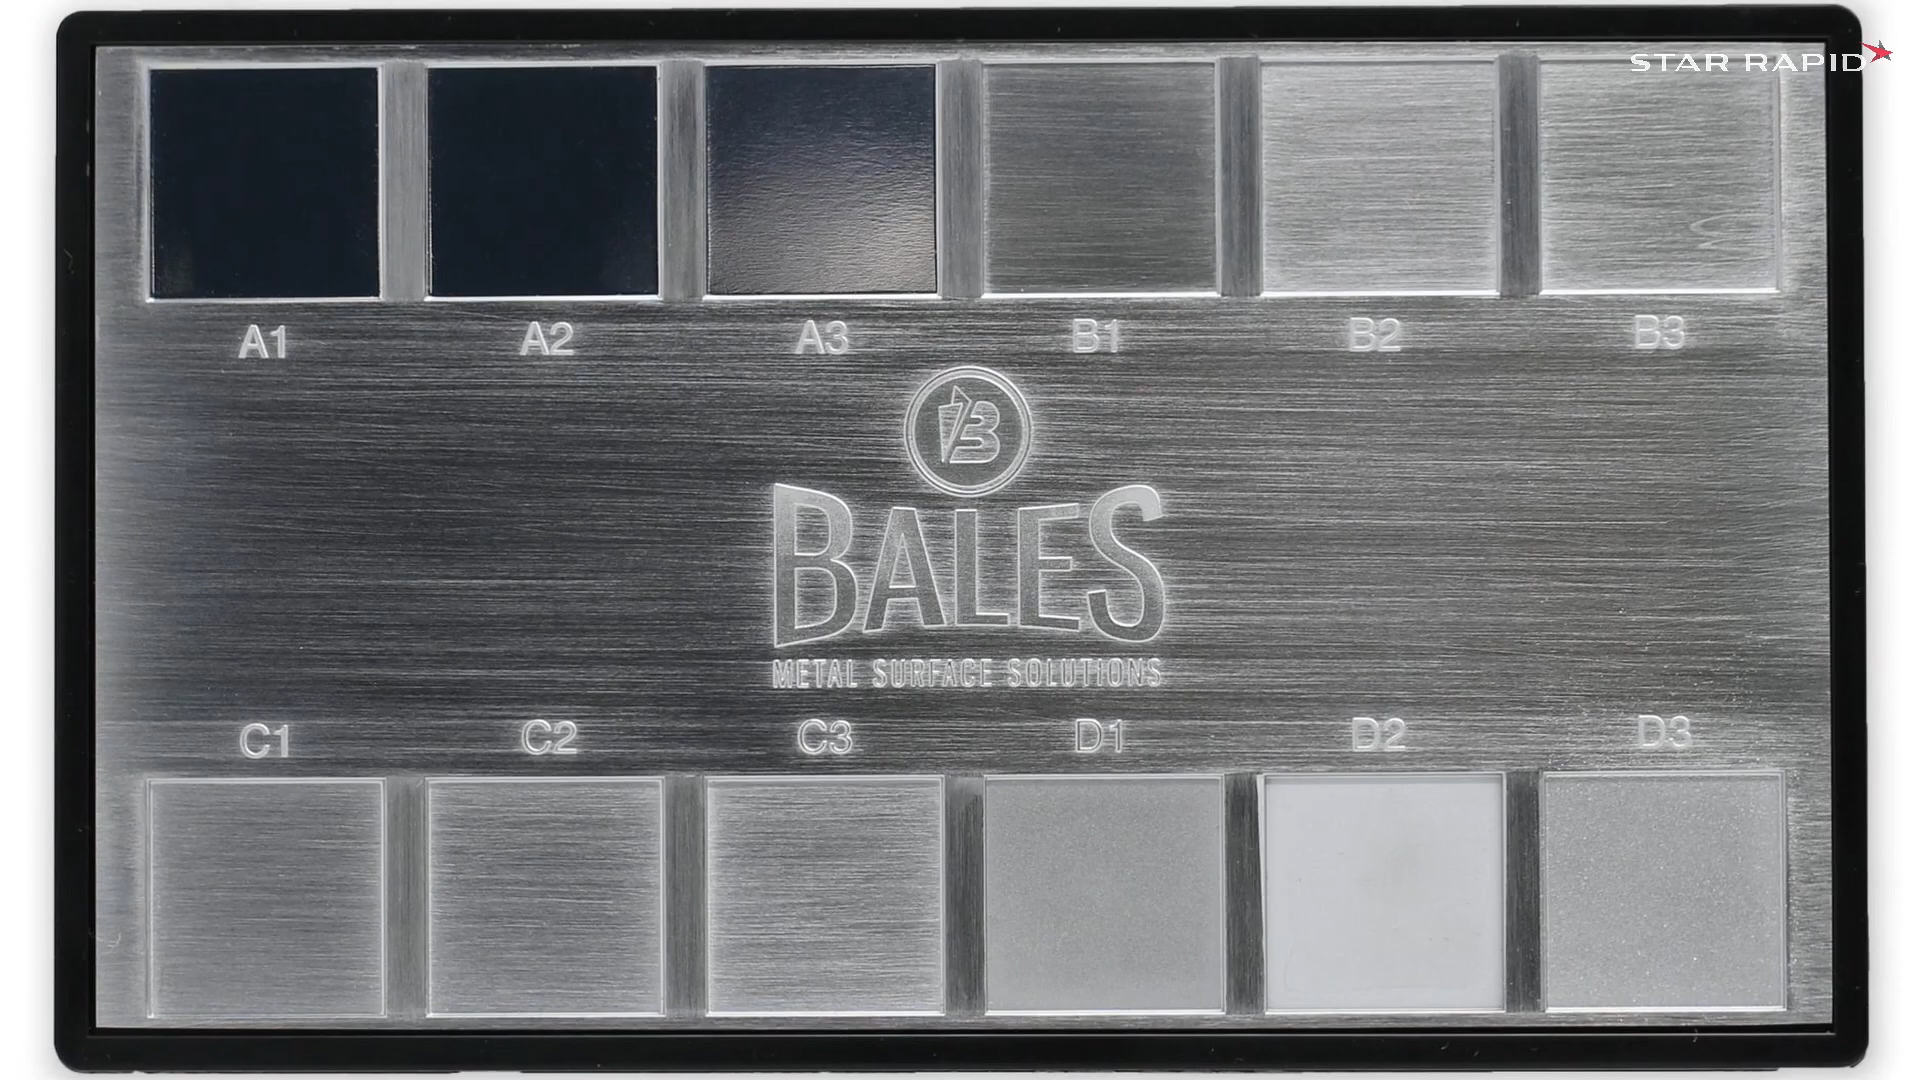 STAR RAPID
A1 A2 A3 B1 B2 B3
B
BALES
METAL SURFACE SOLUTIONS
C1 C2 C3 D1 D2 D3